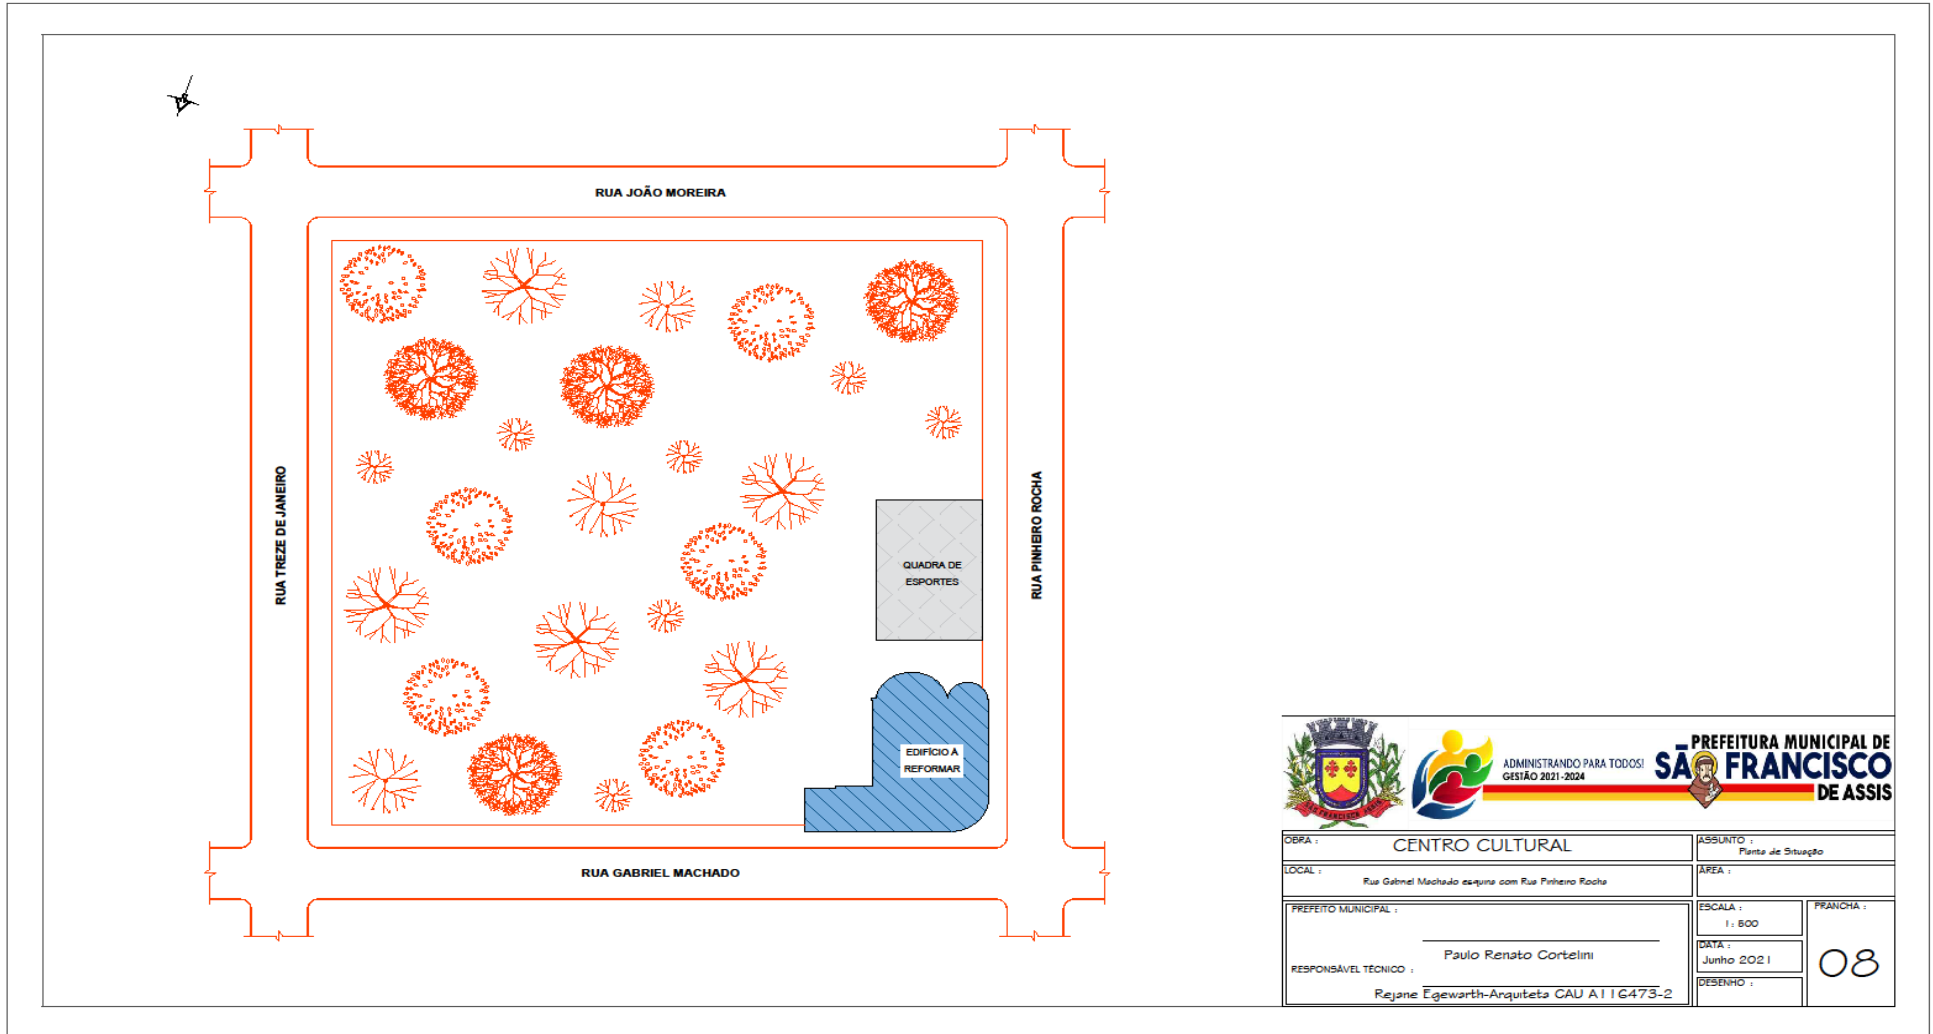 RUA JOÃO MOREIRA
RUA TREZE DE JANEIRO
RUA PINHEIRO ROCHA
QUADRA DE
ESPORTES
EDIFÍCIO A
REFORMAR
RUA GABRIEL MACHADO
SÃO FRANCISCO ASSIS
ADMINISTRANDO PARA TODOS!
GESTÃO 2021-2024
PREFEITURA MUNICIPAL DE
SÃO FRANCISCO
DE ASSIS
OBRA :
CENTRO CULTURAL
ASSUNTO :
Planta de Situação
LOCAL :
Rua Gabriel Machado esquina com Rua Pinheiro Rocha
ÁREA :
PREFEITO MUNICIPAL :
Paulo Renato Cortelini
RESPONSÁVEL TÉCNICO :
Rejane Egewarth-Arquiteta CAU A116473-2
ESCALA :
1: 500
DATA :
Junho 2021
DESENHO :
PRANCHA :
08